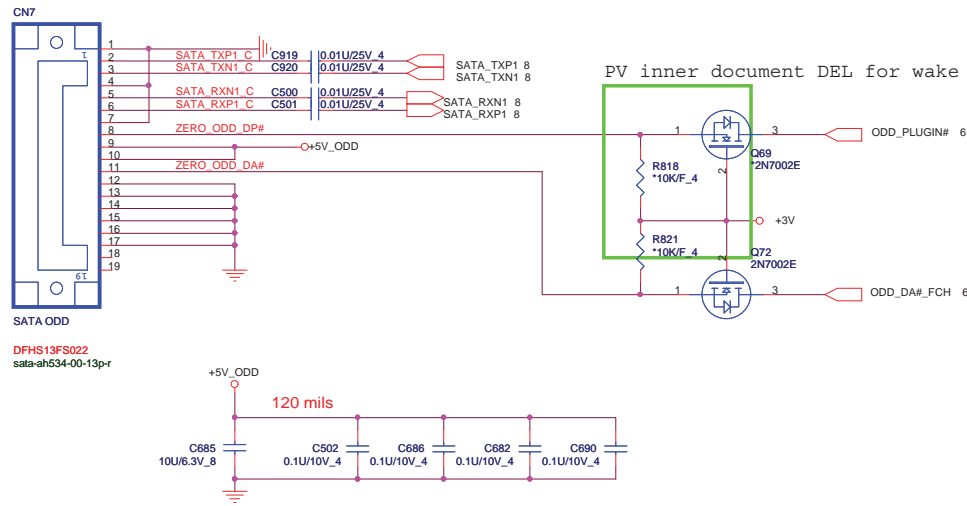 CN7
1
1
2
3
4
5
6
7
8
9
10
11
12
13
14
15
16
17
18
19
19
SATA_TXP1_C C919 0.01U/25V_4 SATA_TXP1 8
SATA_TXN1_C C920 0.01U/25V_4 SATA_TXN1 8
SATA_RXN1_C C500 0.01U/25V_4 SATA_RXN1 8
SATA_RXP1_C C501 0.01U/25V_4 SATA_RXP1 8
ZERO_ODD_DP#
+5V_ODD
ZERO_ODD_DA#
PV inner document DEL for wake
1
3
2
ODD_PLUGIN# 6
Q69
*2N7002E
R818
*10K/F_4
+3V
R821
*10K/F_4
2
Q72
2N7002E
1
3
ODD_DA#_FCH 6
SATA ODD
DFHS13FS022
sata-ah534-00-13p-r
+5V_ODD
120 mils
C685
10U/6.3V_8
C502
0.1U/10V_4
C686
0.1U/10V_4
C682
0.1U/10V_4
C690
0.1U/10V_4